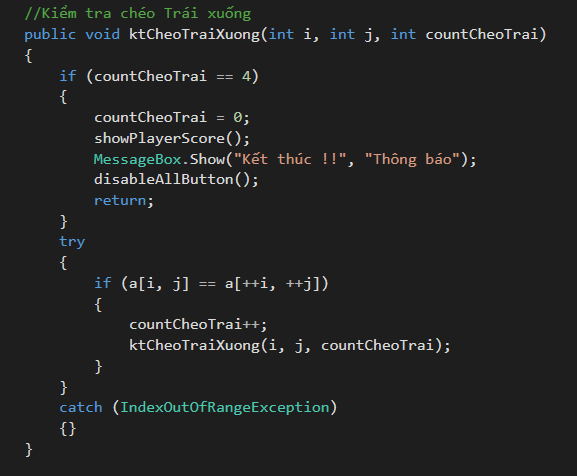 //Kiểm tra chéo Trái xuống
public void ktCheoTraiXuong(int i, int j, int countCheoTrai)
{
if (countCheoTrai == 4)
{
countCheoTrai = 0;
showPlayerScore();
MessageBox.Show("Kết thúc !!", "Thông báo");
disableAllButton();
return;
}
try
{
if (a[i, j] == a[++i, ++j])
{
countCheoTrai++;
ktCheoTraiXuong(i, j, countCheoTrai);
}
}
catch (IndexOutOfRangeException)
{}
}